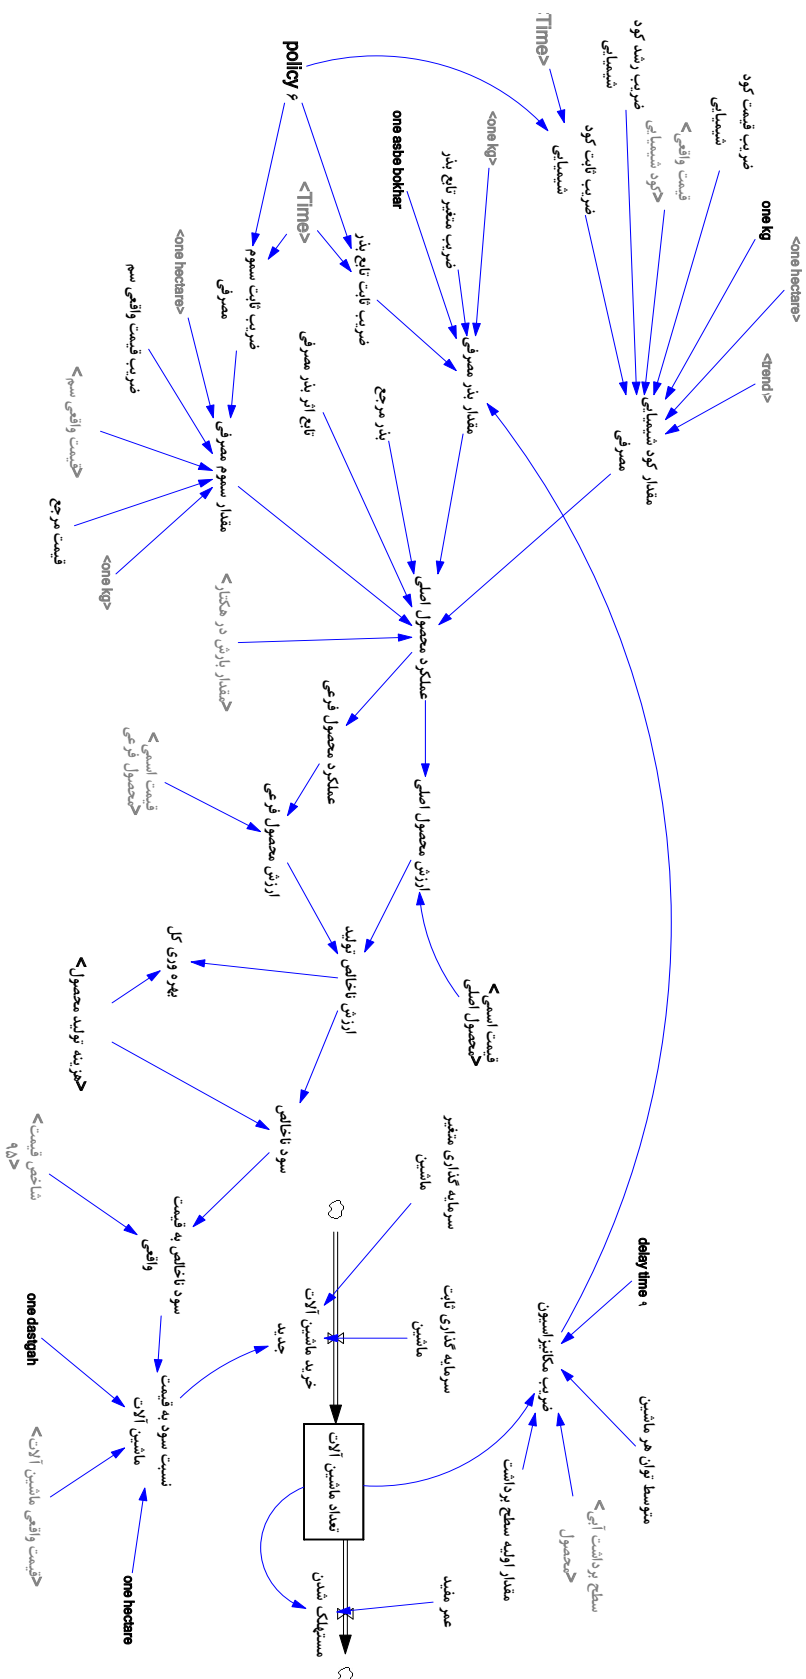 <Time>
ضریب رشد کود
شیمیایی
ضریب قیمت کود
شیمیایی
<قیمت واقعی
کود شیمیایی>
one kg
<one hectare>
<trend1>
policy ۶
ضریب ثابت کود
شیمیایی
one asbe bokhar
<one kg>
ضریب متغیر تابع بذر
<Time>
ضریب ثابت تابع بذر
ضریب ثابت سموم
مصرفی
<one hectare>
ضریب قیمت واقعی سم
<قیمت واقعی سم>
قیمت مرجع
<one kg>
مقدار سموم مصرفی
تابع اثر بذر مصرفی
بذر مرجع
مقدار بذر مصرفی
مقدار کود شیمیایی
مصرفی
<مقدار بارش در هکتار>
عملکرد محصول اصلی
عملکرد محصول فرعی
<قیمت اسمی
محصول فرعی>
ارزش محصول فرعی
ارزش محصول اصلی
<قیمت اسمی
محصول اصلی>
ارزش ناخالص تولید
بهره وری کل
<هزینه تولید محصول>
سود ناخالص
<شاخص قیمت
۹۵>
سود ناخالص به قیمت
واقعی
سرمایه گذاری متغیر
ماشین
سرمایه گذاری ثابت
ماشین
خرید ماشین آلات
جدید
one dastgah
نسبت سود به قیمت
ماشین آلات
<قیمت واقعی ماشین آلات>
one hectare
تعداد ماشین آلات
مستهلک شدن
عمر مفید
delay time ۹
ضریب مکانیزاسیون
متوسط توان هر ماشین
مقدار اولیه سطح برداشت
<سطح برداشت آبی
محصول>